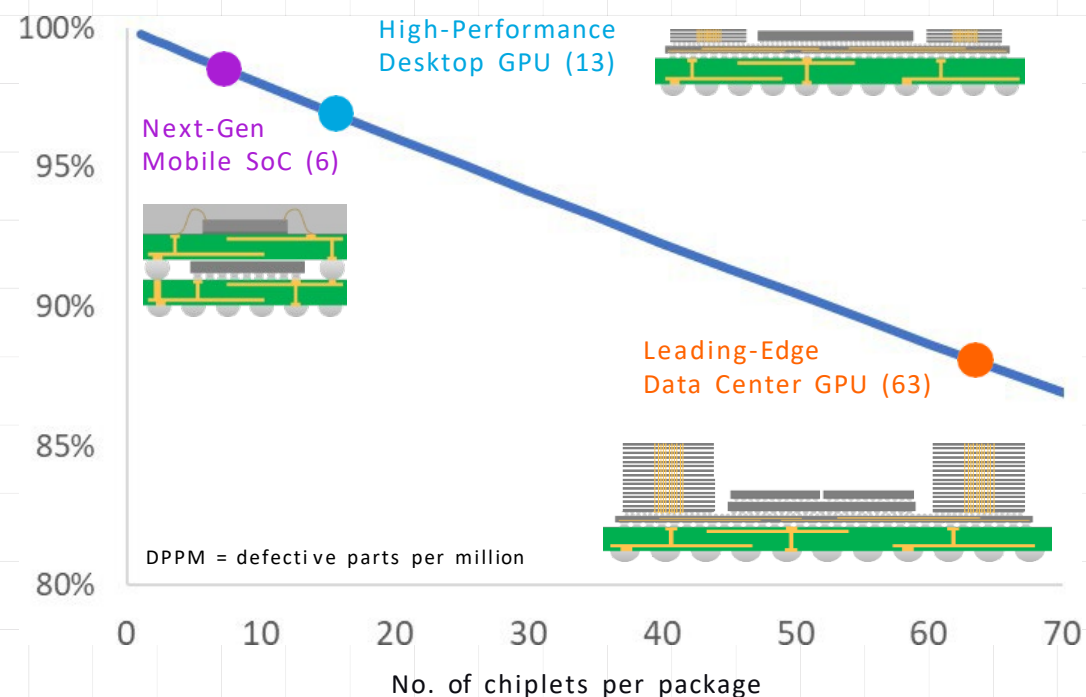 100%
High-Performance
Desktop GPU (13)
Next-Gen
Mobile SoC (6)
95%
90%
Leading-Edge
Data Center GPU (63)
85%
DPPM = defective parts per million
80%
0 10 20 30 40 50 60 70
No. of chiplets per package